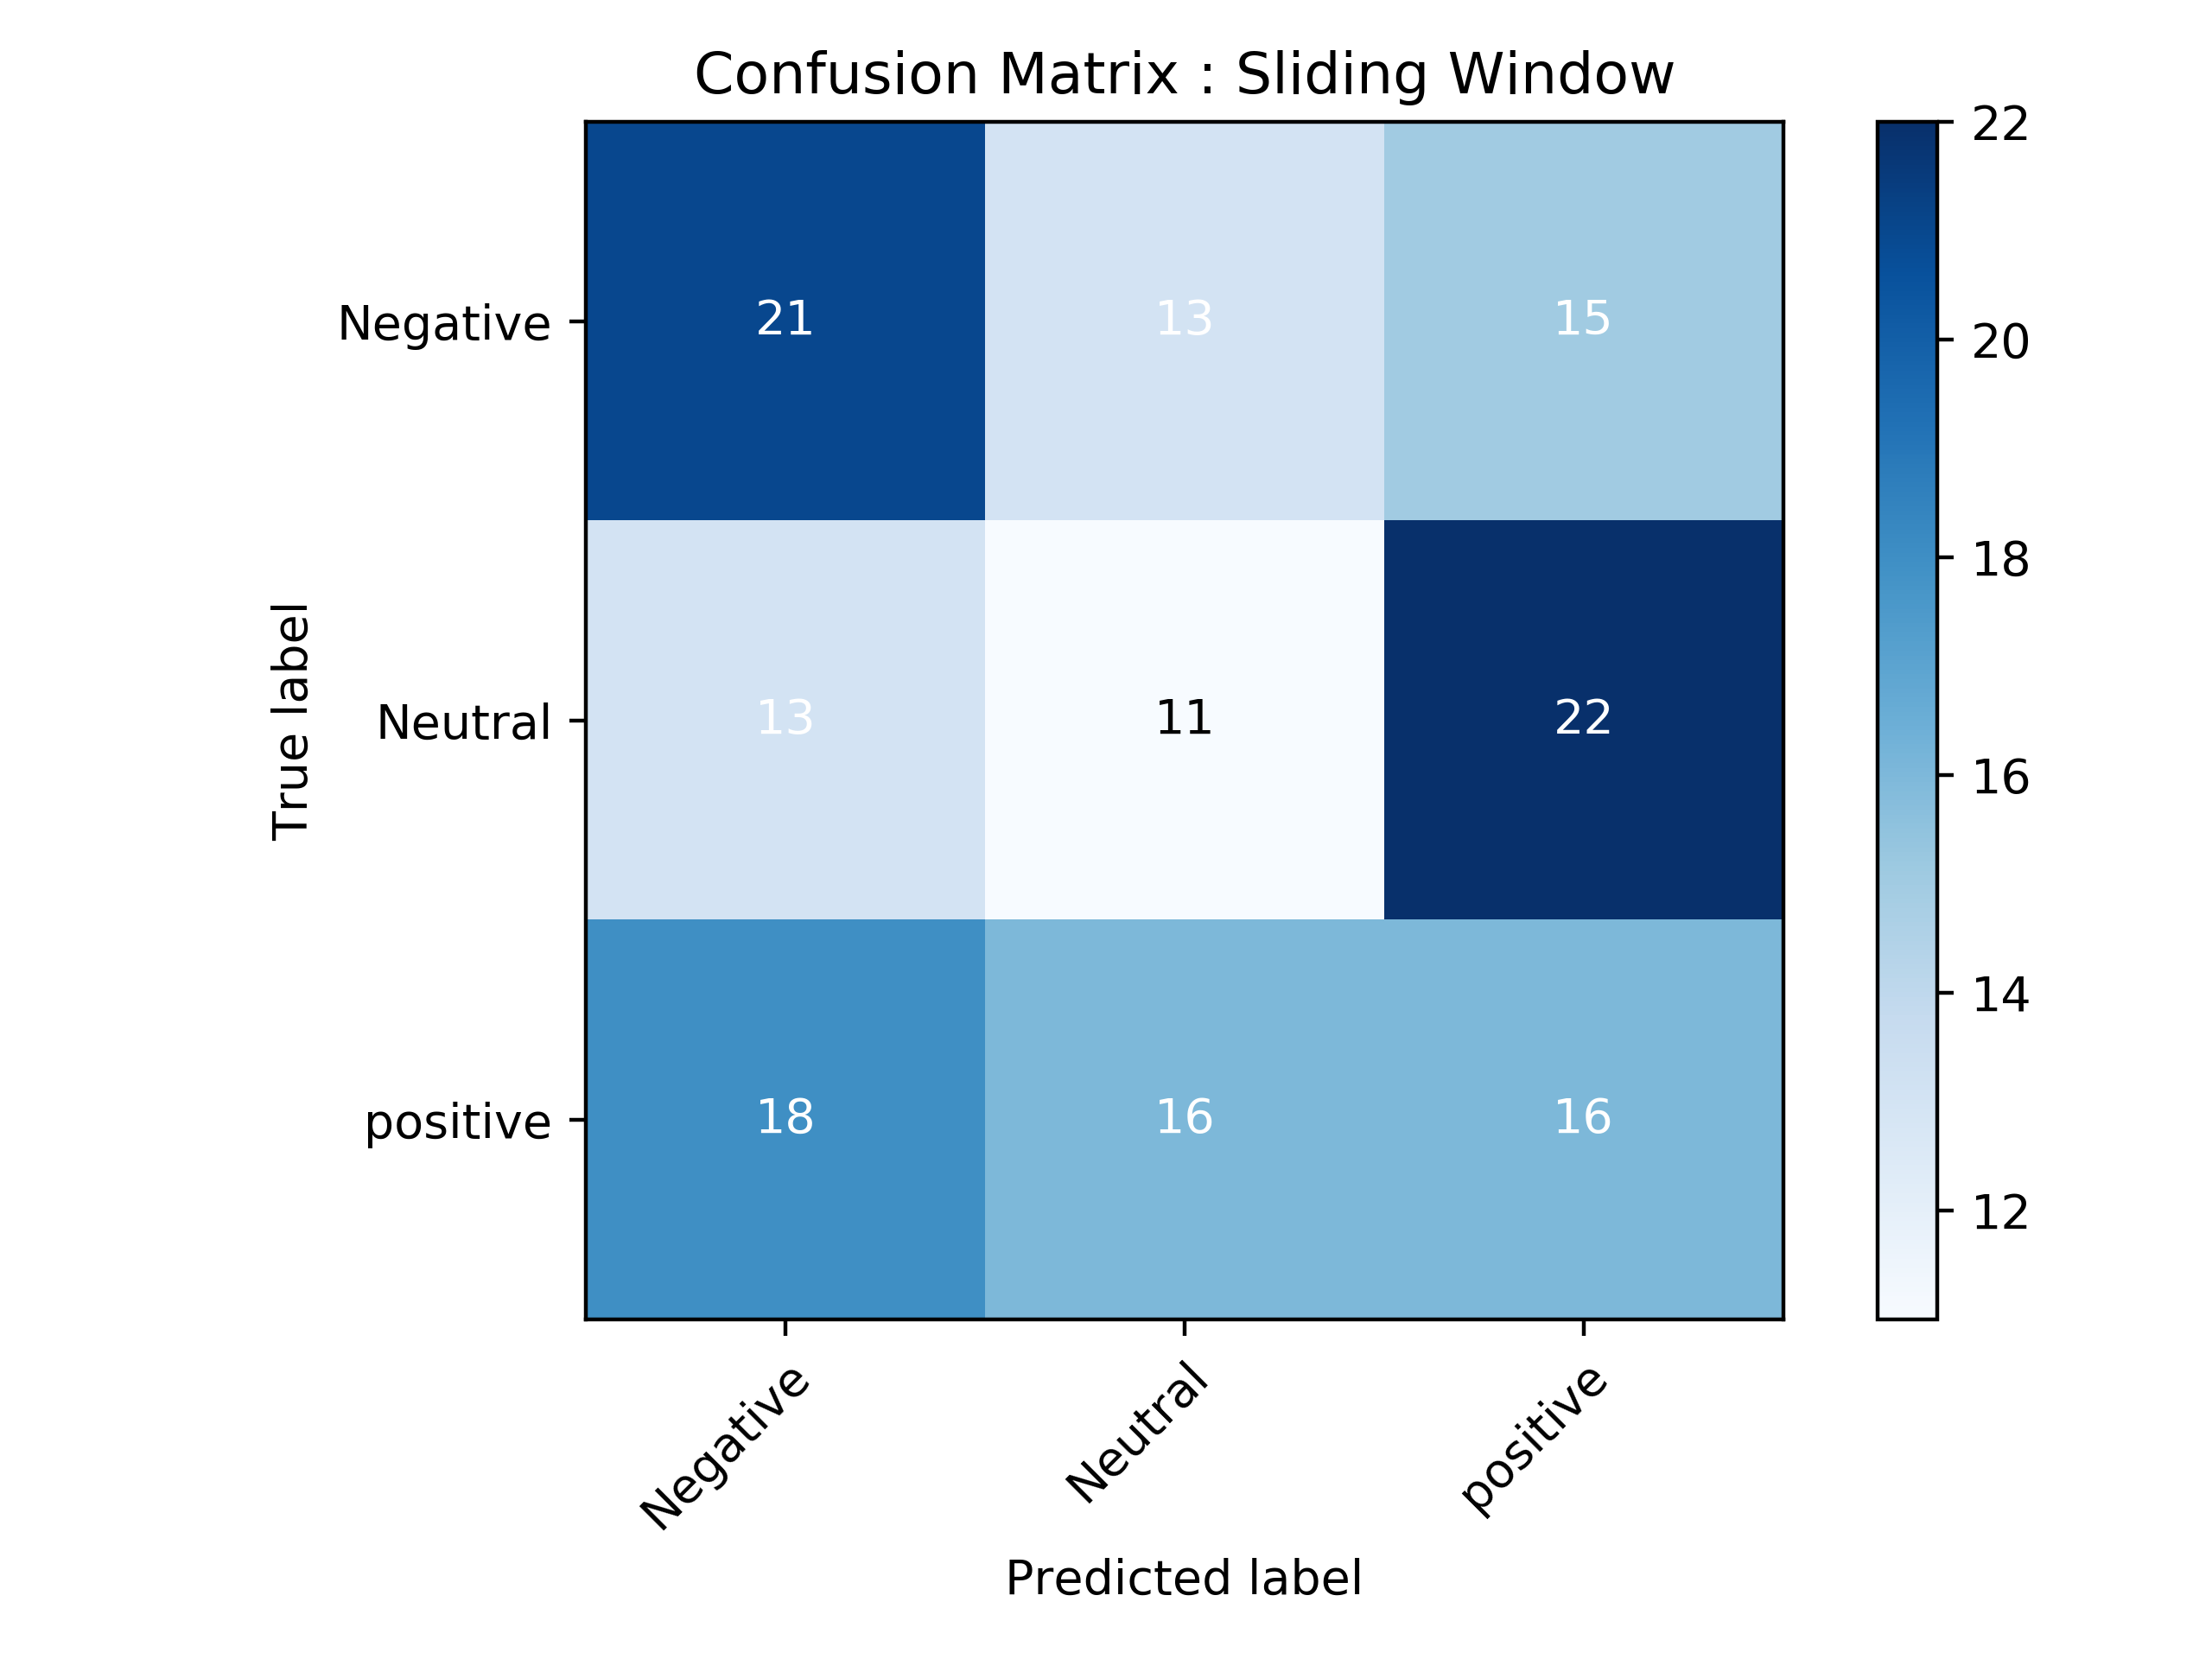 Confusion Matrix : Sliding Window
22
20
18
16
14
12
True label
Negative
Neutral
positive
21 13 15
13 11 22
18 16 16
Negative Neutral positive
Predicted label